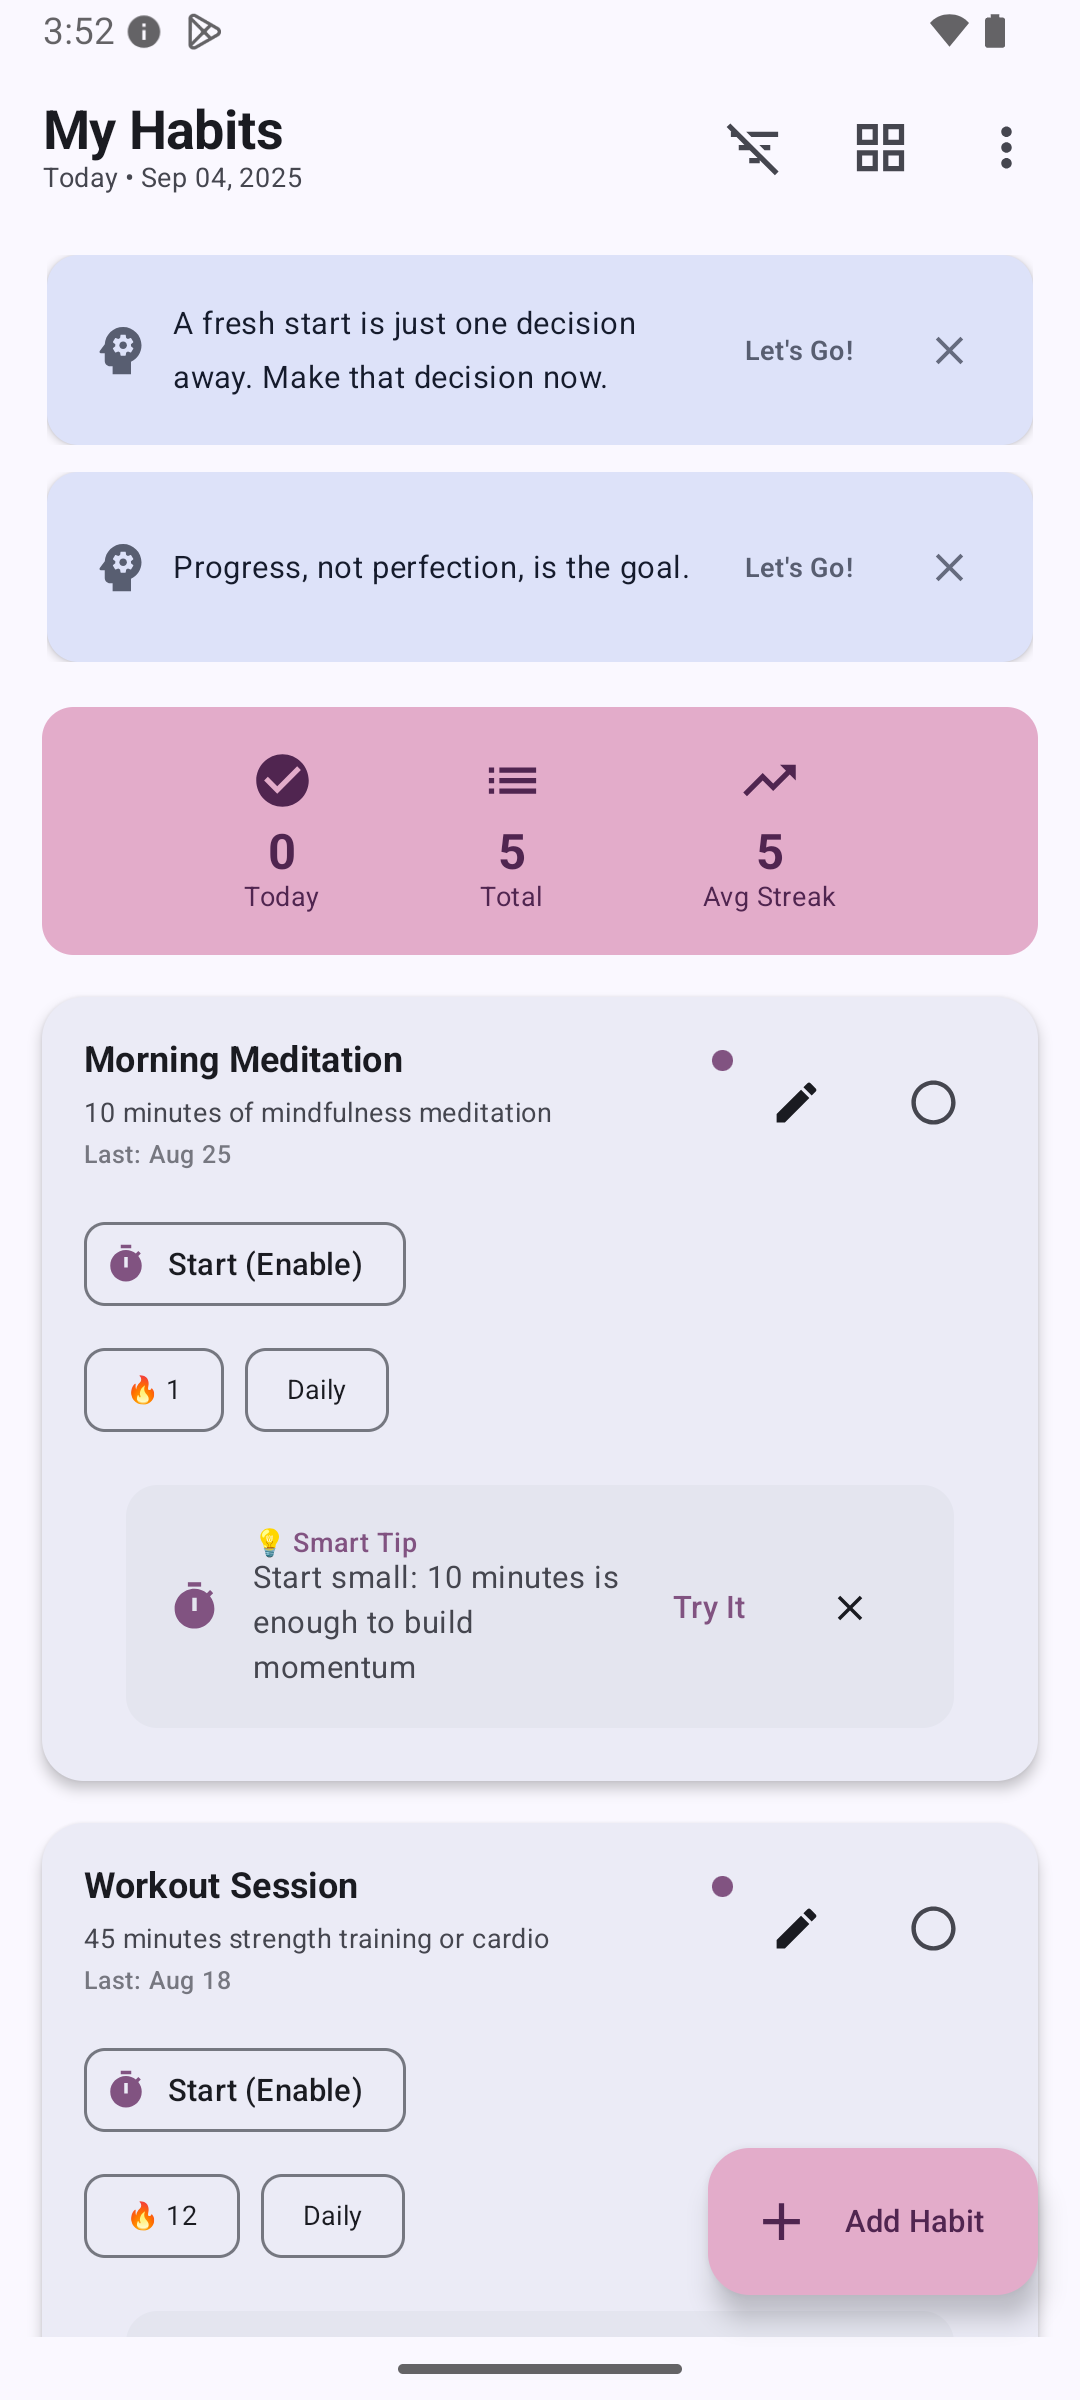 3:52
My Habits
Today • Sep 04, 2025
A fresh start is just one decision
away. Make that decision now.
Let's Go!
Progress, not perfection, is the goal.
Let's Go!
0
Today
5
Total
5
Avg Streak
Morning Meditation
10 minutes of mindfulness meditation
Last: Aug 25
Start (Enable)
🔥 1
Daily
💡 Smart Tip
Start small: 10 minutes is
enough to build
momentum
Try It
Workout Session
45 minutes strength training or cardio
Last: Aug 18
Start (Enable)
🔥 12
Daily
Add Habit